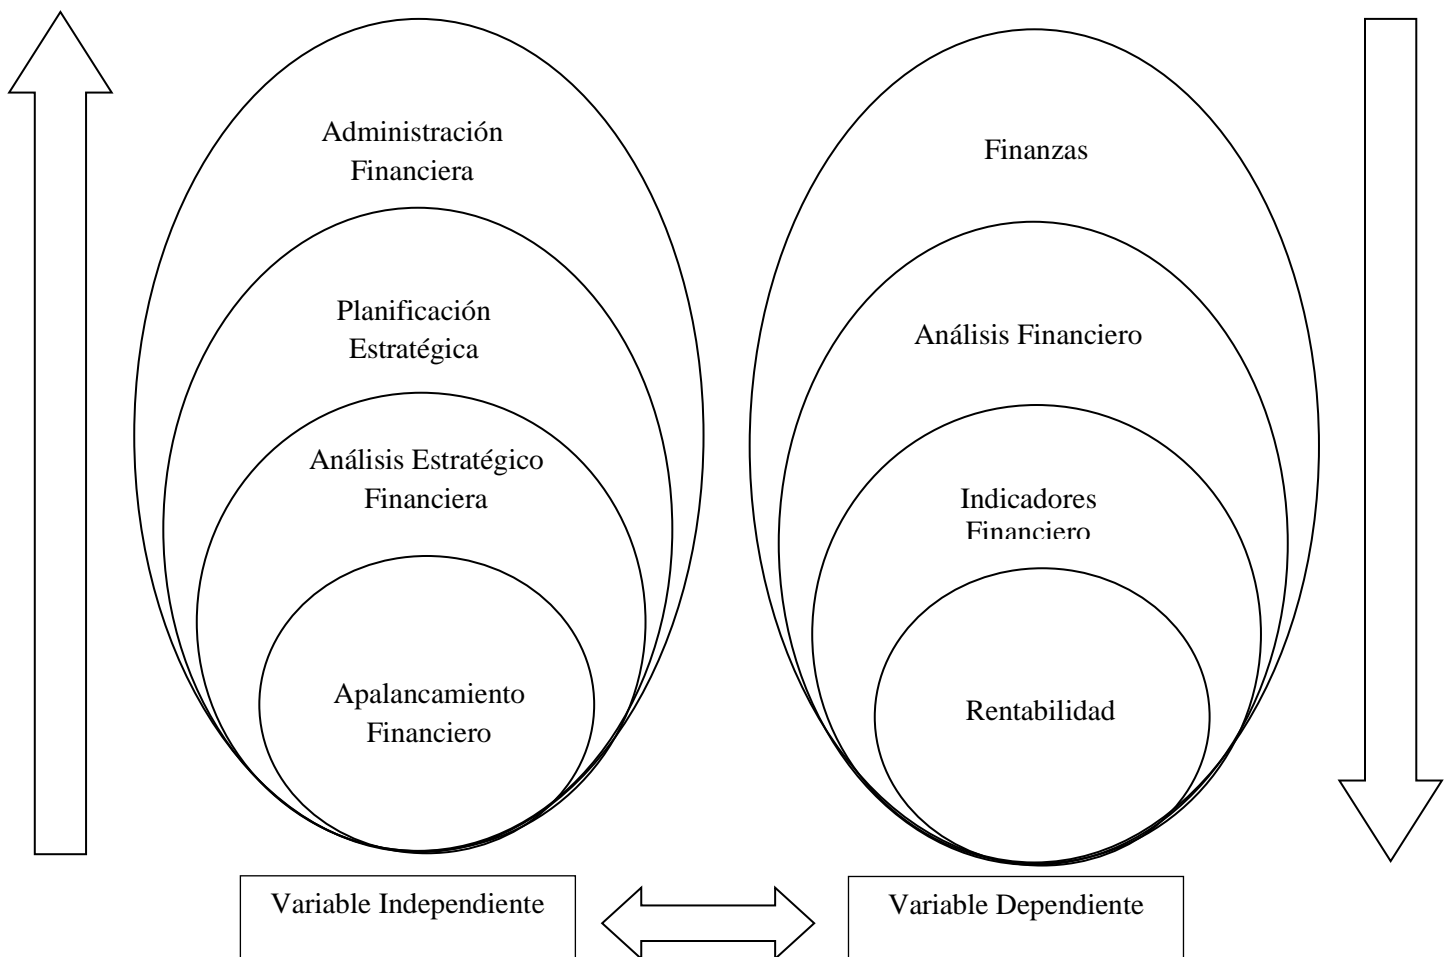 Administración
Financiera
Planificación
Estratégica
Análisis Estratégico
Financiera
Apalancamiento
Financiero
Variable Independiente
Finanzas
Análisis Financiero
Indicadores
Financiero
Rentabilidad
Variable Dependiente